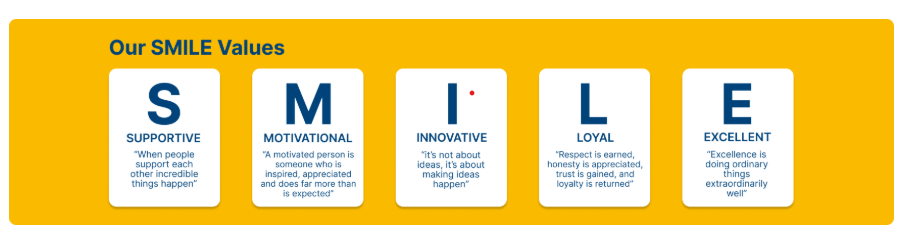 Our SMILE Values
S
SUPPORTIVE
“When people
support each
other incredible
things happen”
M
MOTIVATIONAL
“A motivated person is
someone who is
inspired, appreciated
and does far more than
is expected”
I
INNOVATIVE
“it’s not about
ideas, it’s about
making ideas
happen”
L
LOYAL
“Respect is earned,
honesty is appreciated,
trust is gained, and
loyalty is returned”
E
EXCELLENT
“Excellence is
doing ordinary
things
extraordinarily
well”